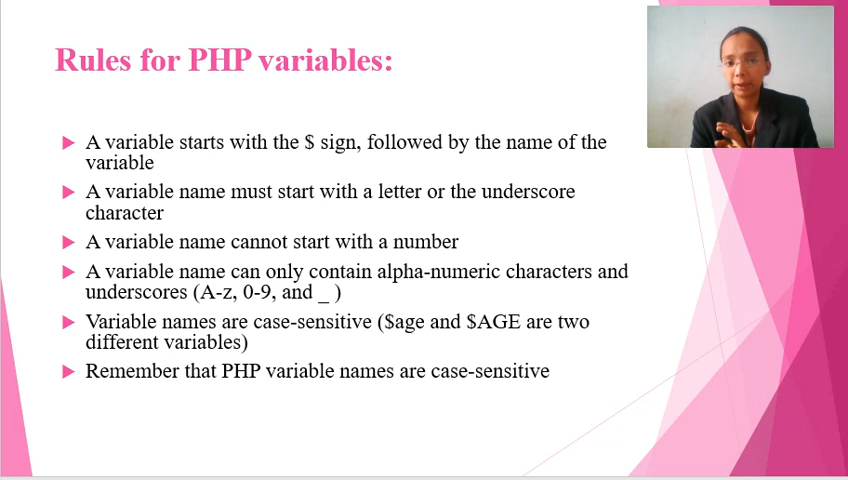 Rules for PHP variables:
A variable starts with the $ sign, followed by the name of the
variable
A variable name must start with a letter or the underscore
character
A variable name cannot start with a number
A variable name can only contain alpha-numeric characters and
underscores (A-z, 0-9, and _ )
Variable names are case-sensitive ($age and $AGE are two
different variables)
Remember that PHP variable names are case-sensitive